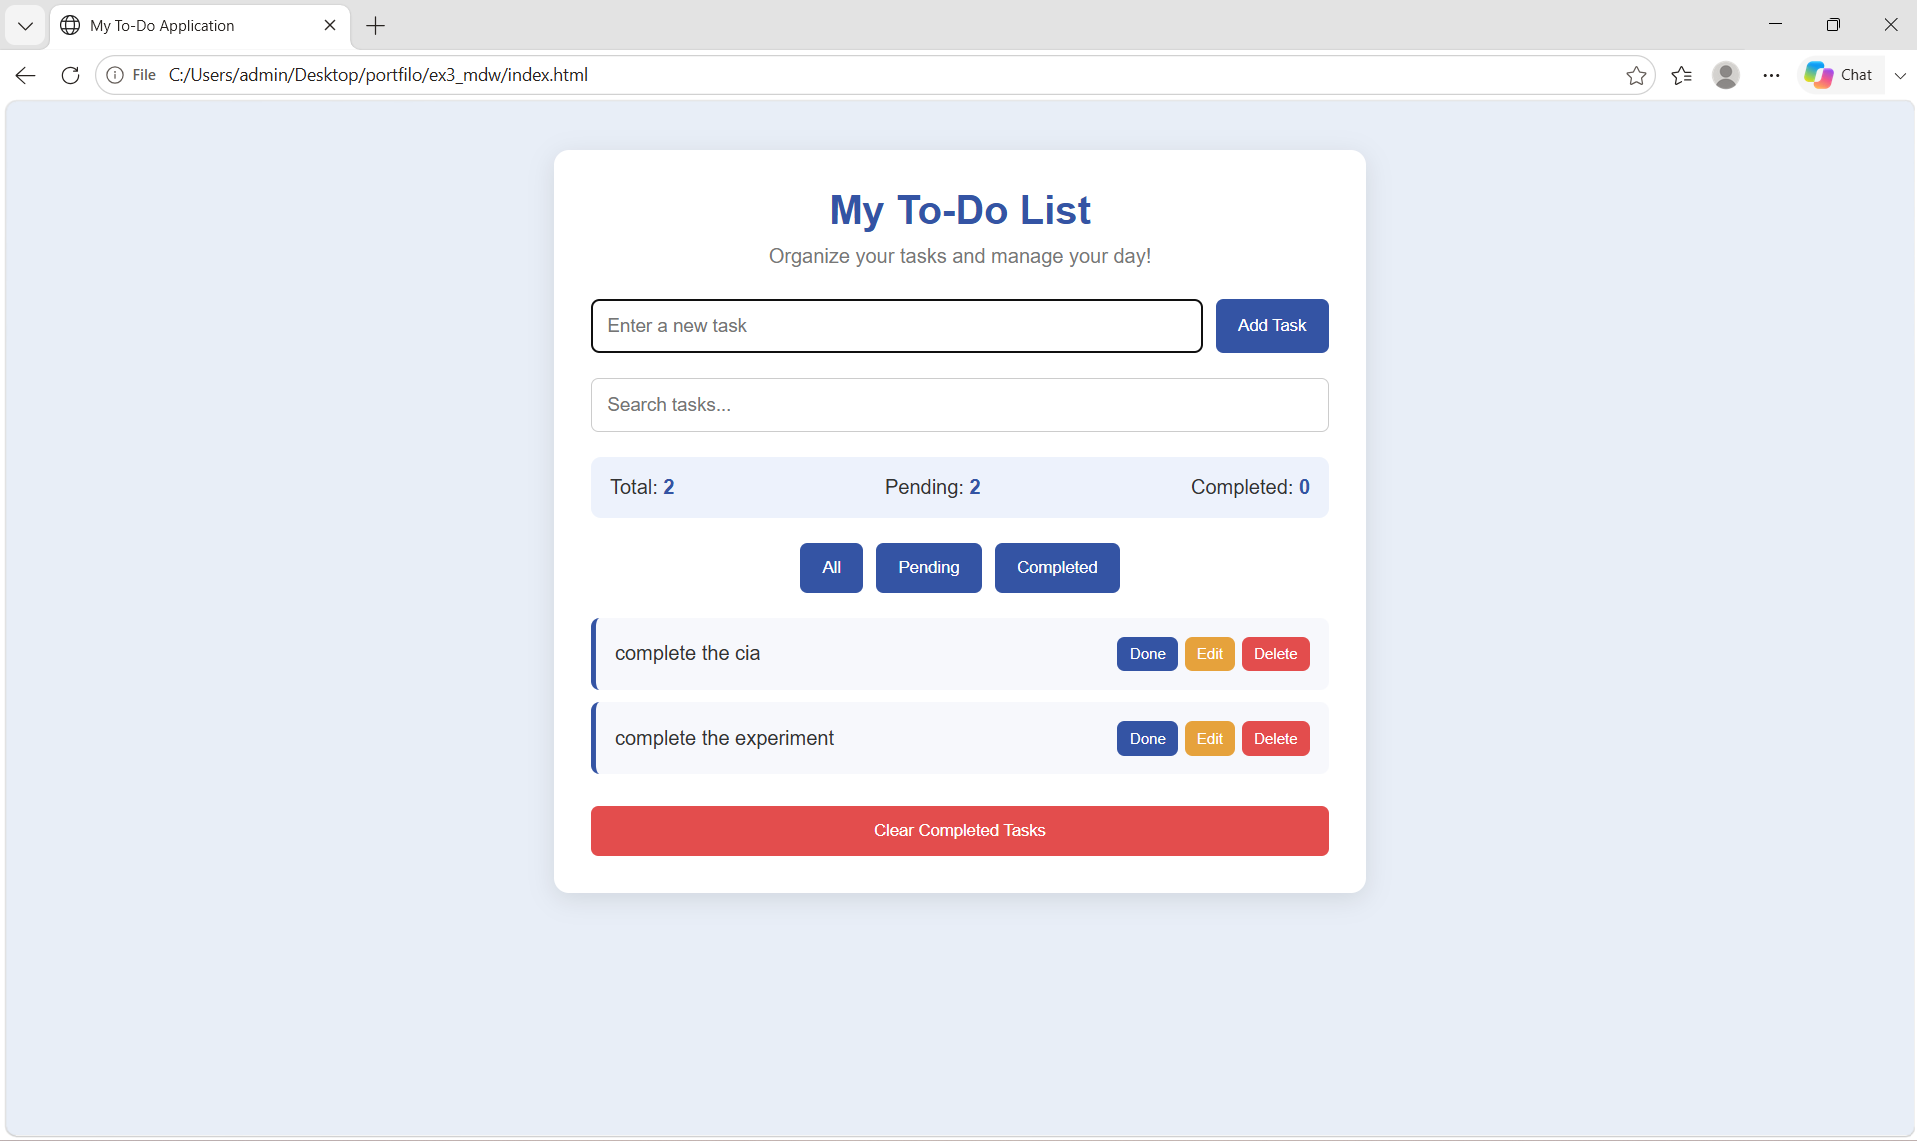 My To-Do Application
File C:/Users/admin/Desktop/portfilo/ex3_mdw/index.html
Chat
My To-Do List
Organize your tasks and manage your day!
Enter a new task Add Task
Search tasks...
Total: 2 Pending: 2 Completed: 0
All Pending Completed
complete the cia Done Edit Delete
complete the experiment Done Edit Delete
Clear Completed Tasks